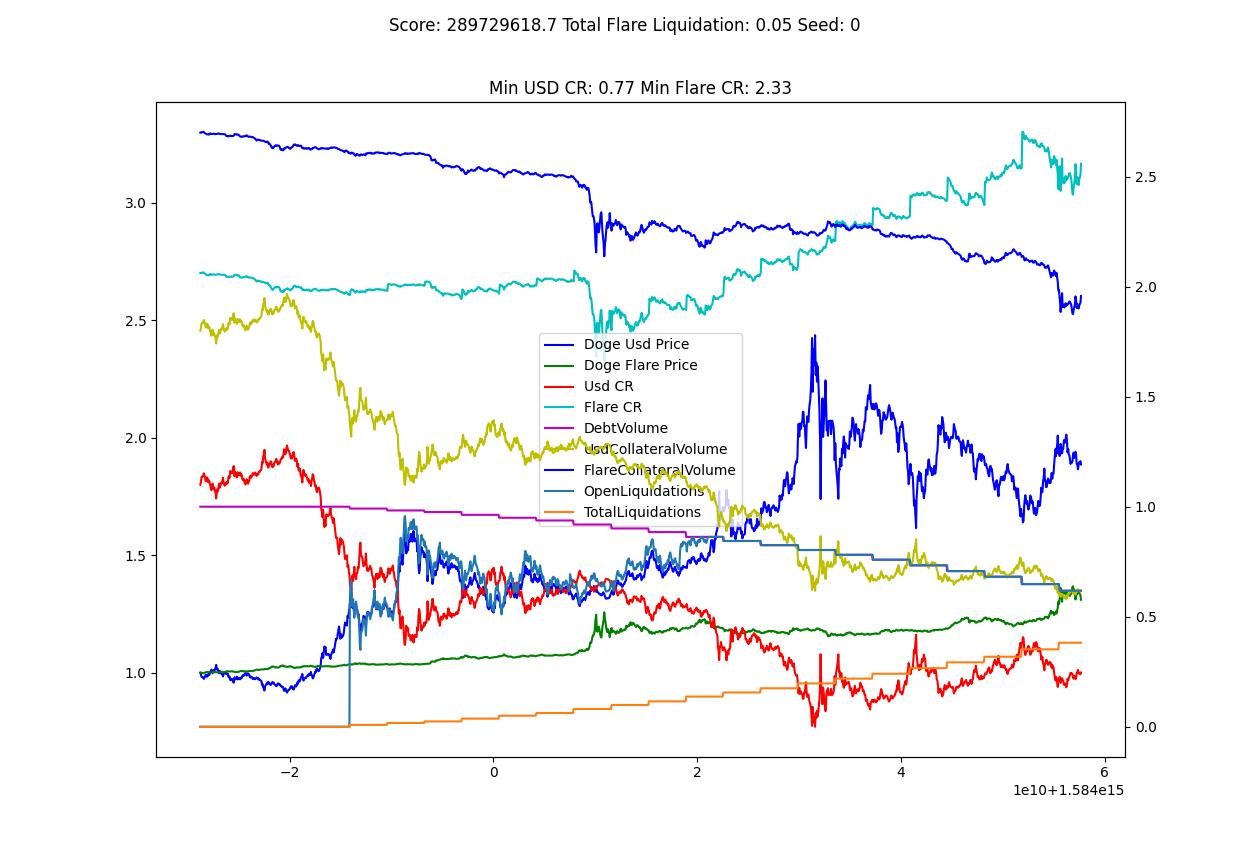 Score: 289729618.7 Total Flare Liquidation: 0.05 Seed: 0
Min USD CR: 0.77 Min Flare CR: 2.33
3.0
2.5
2.0
1.5
1.0
2.5
2.0
1.5
1.0
0.5
0.0
Doge Usd Price
Doge Flare Price
Usd CR
Flare CR
DebtVolume
UsdCollateralVolume
FlareCollateralVolume
OpenLiquidations
TotalLiquidations
−2 0 2 4 6
1e10+1.584e15